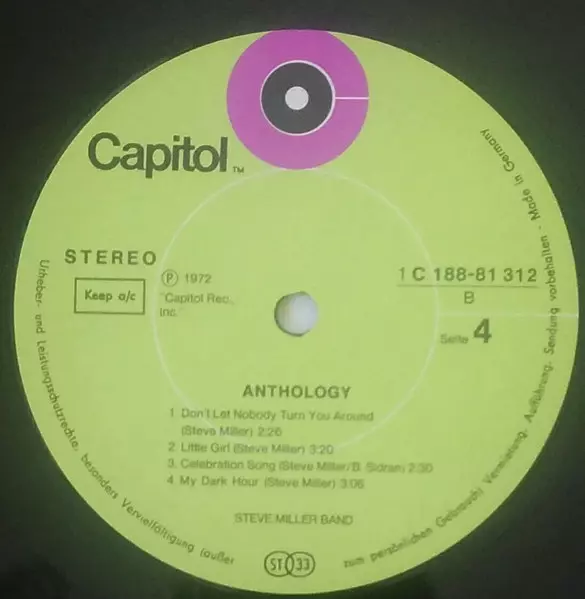 Capitol™
STEREO
Keep a/c
Ⓟ 1972
"Capitol Rec., Inc."
1 C 188-81 312
B
Seite 4
ANTHOLOGY
1. Don't Let Nobody Turn You Around
(Steve Miller) 2:26
2. Little Girl (Steve Miller) 3:20
3. Celebration Song (Steve Miller/B. Sidran) 2:30
4. My Dark Hour (Steve Miller) 3:06
STEVE MILLER BAND
ST 33
Urheber- und Leistungsschutzrechte, besonders Vervielfältigung (außer
zum persönlichen Gebrauch) Vermietung, Aufführung, Sendung vorbehalten - Made in Germany